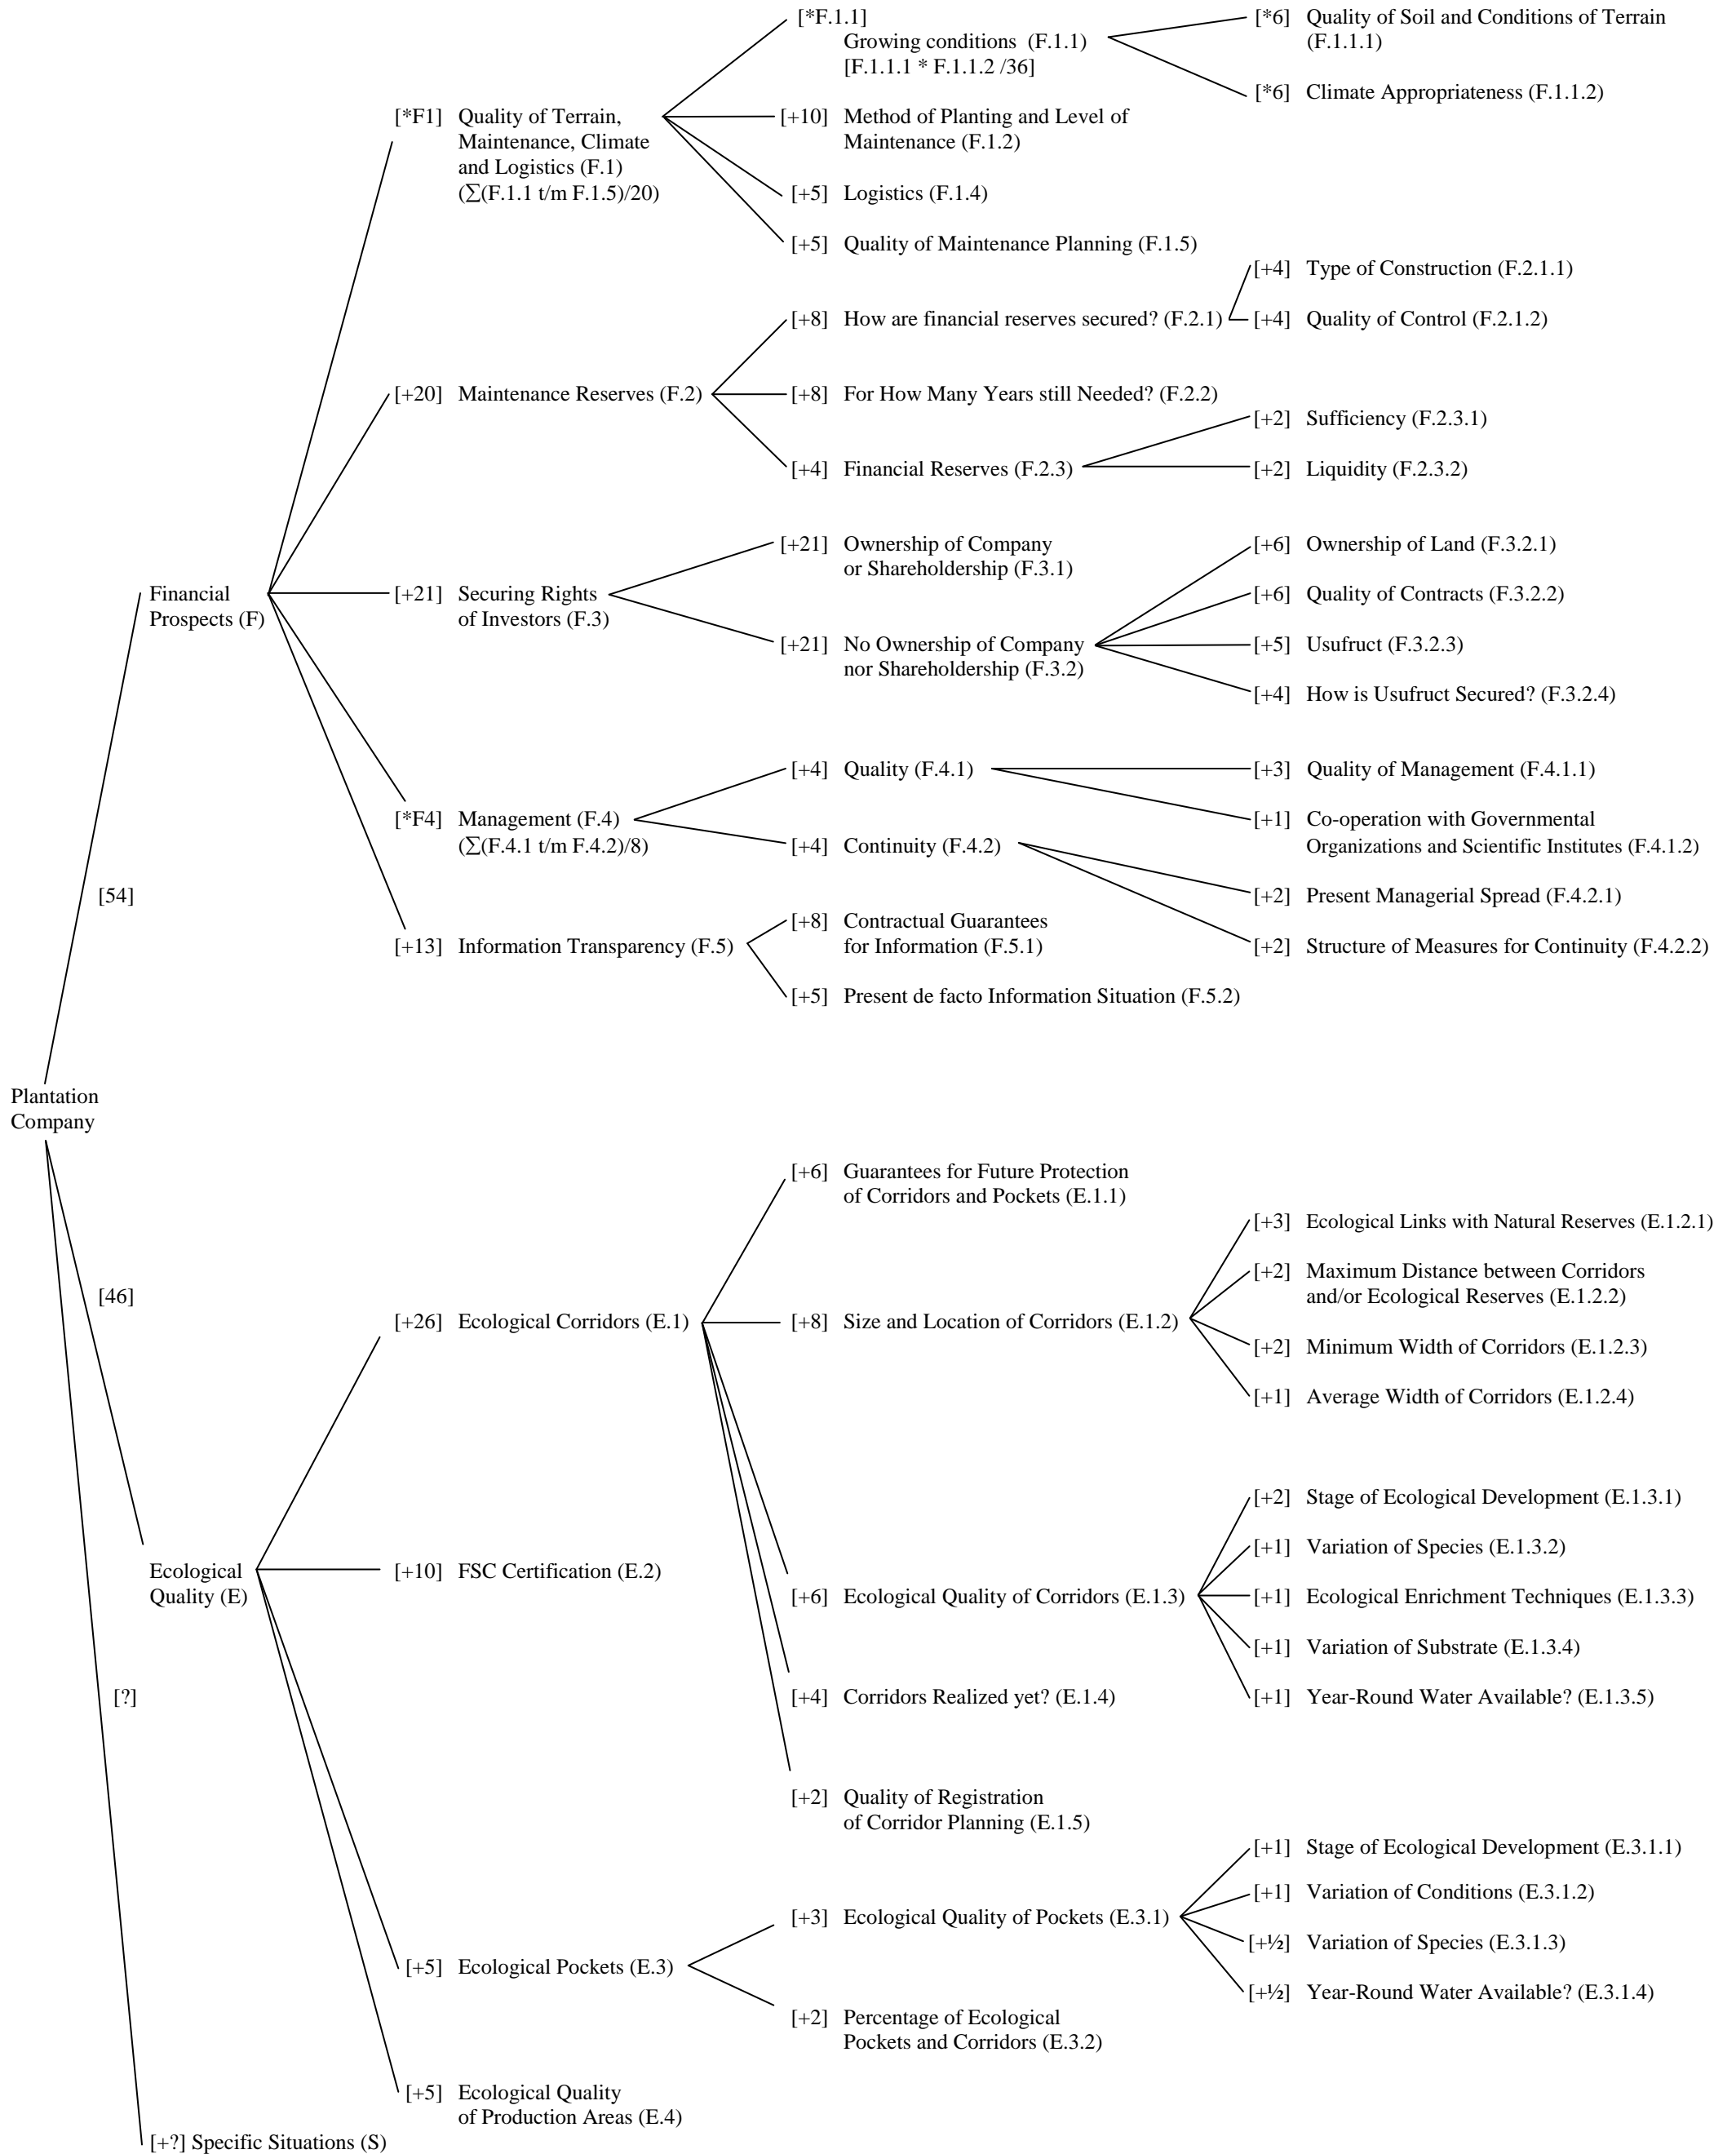 [*F.1.1]
Growing conditions (F.1.1)
[F.1.1.1 * F.1.1.2 /36]
[*6] Quality of Soil and Conditions of Terrain
(F.1.1.1)
[*6] Climate Appropriateness (F.1.1.2)
[*F1] Quality of Terrain,
Maintenance, Climate
and Logistics (F.1)
(∑(F.1.1 t/m F.1.5)/20)
[+10] Method of Planting and Level of
Maintenance (F.1.2)
[+5] Logistics (F.1.4)
[+5] Quality of Maintenance Planning (F.1.5)
[+4] Type of Construction (F.2.1.1)
[+8] How are financial reserves secured? (F.2.1)
[+4] Quality of Control (F.2.1.2)
[+20] Maintenance Reserves (F.2)
[+8] For How Many Years still Needed? (F.2.2)
[+2] Sufficiency (F.2.3.1)
[+4] Financial Reserves (F.2.3)
[+2] Liquidity (F.2.3.2)
[+21] Ownership of Company
or Shareholdership (F.3.1)
[+6] Ownership of Land (F.3.2.1)
Financial
Prospects (F)
[+21] Securing Rights
of Investors (F.3)
[+6] Quality of Contracts (F.3.2.2)
[+21] No Ownership of Company
nor Shareholdership (F.3.2)
[+5] Usufruct (F.3.2.3)
[+4] How is Usufruct Secured? (F.3.2.4)
[+4] Quality (F.4.1)
[+3] Quality of Management (F.4.1.1)
[*F4] Management (F.4)
(∑(F.4.1 t/m F.4.2)/8)
[+1] Co-operation with Governmental
Organizations and Scientific Institutes (F.4.1.2)
[+4] Continuity (F.4.2)
[54]
[+2] Present Managerial Spread (F.4.2.1)
[+8] Contractual Guarantees
for Information (F.5.1)
[+13] Information Transparency (F.5)
[+2] Structure of Measures for Continuity (F.4.2.2)
[+5] Present de facto Information Situation (F.5.2)
Plantation
Company
[+6] Guarantees for Future Protection
of Corridors and Pockets (E.1.1)
[+3] Ecological Links with Natural Reserves (E.1.2.1)
[46]
[+2] Maximum Distance between Corridors
and/or Ecological Reserves (E.1.2.2)
[+26] Ecological Corridors (E.1)
[+8] Size and Location of Corridors (E.1.2)
[+2] Minimum Width of Corridors (E.1.2.3)
[+1] Average Width of Corridors (E.1.2.4)
[+2] Stage of Ecological Development (E.1.3.1)
[+1] Variation of Species (E.1.3.2)
Ecological
Quality (E)
[+10] FSC Certification (E.2)
[+6] Ecological Quality of Corridors (E.1.3)
[+1] Ecological Enrichment Techniques (E.1.3.3)
[+1] Variation of Substrate (E.1.3.4)
[?]
[+4] Corridors Realized yet? (E.1.4)
[+1] Year-Round Water Available? (E.1.3.5)
[+2] Quality of Registration
of Corridor Planning (E.1.5)
[+1] Stage of Ecological Development (E.3.1.1)
[+1] Variation of Conditions (E.3.1.2)
[+3] Ecological Quality of Pockets (E.3.1)
[+½] Variation of Species (E.3.1.3)
[+5] Ecological Pockets (E.3)
[+½] Year-Round Water Available? (E.3.1.4)
[+2] Percentage of Ecological
Pockets and Corridors (E.3.2)
[+5] Ecological Quality
of Production Areas (E.4)
[+?] Specific Situations (S)